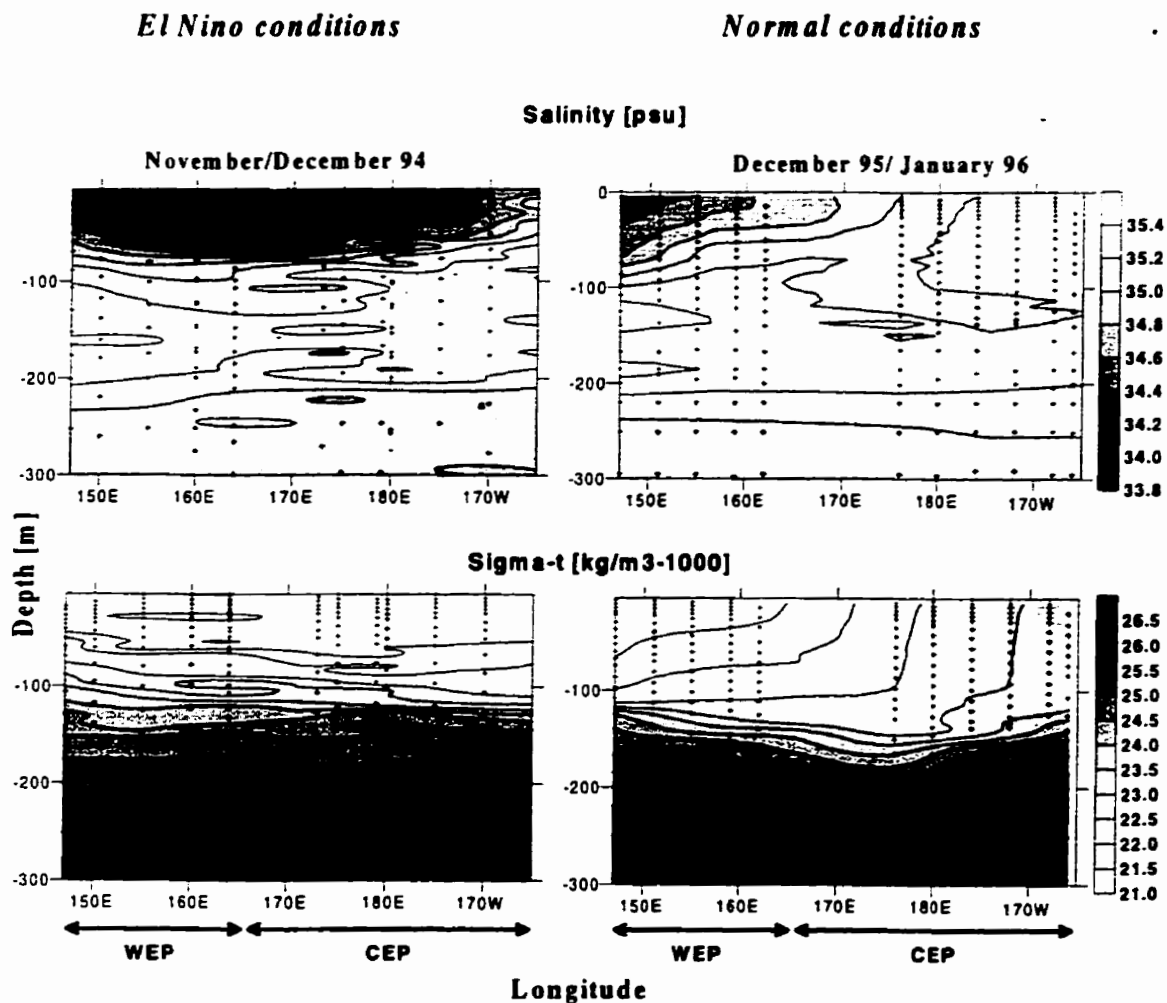 El Nino conditions
Normal conditions
Salinity [psu]
November/December 94
December 95/ January 96
0
-100
-200
-300
-100
-200
-300
150E 160E 170E 180E 170W
150E 160E 170E 180E 170W
35.4
35.2
35.0
34.8
34.6
34.4
34.2
34.0
33.8
Depth [m]
Sigma-t [kg/m3-1000]
-100
-200
-300
-100
-200
-300
150E 160E 170E 180E 170W
150E 160E 170E 180E 170W
26.5
26.0
25.5
25.0
24.5
24.0
23.5
23.0
22.5
22.0
21.5
21.0
WEP CEP
WEP CEP
Longitude